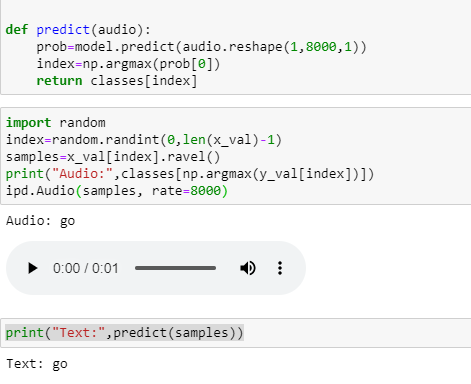 def predict(audio):
    prob=model.predict(audio.reshape(1,8000,1))
    index=np.argmax(prob[0])
    return classes[index]
import random
index=random.randint(0,len(x_val)-1)
samples=x_val[index].ravel()
print("Audio:",classes[np.argmax(y_val[index])])
ipd.Audio(samples, rate=8000)
Audio: go
0:00 / 0:01
print("Text:",predict(samples))
Text: go